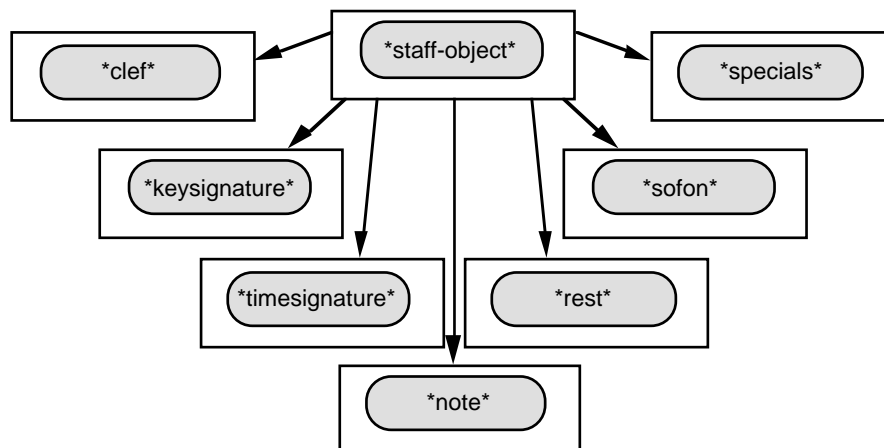 *staff-object*
*clef*
*specials*
*keysignature*
*sofon*
*timesignature*
*rest*
*note*